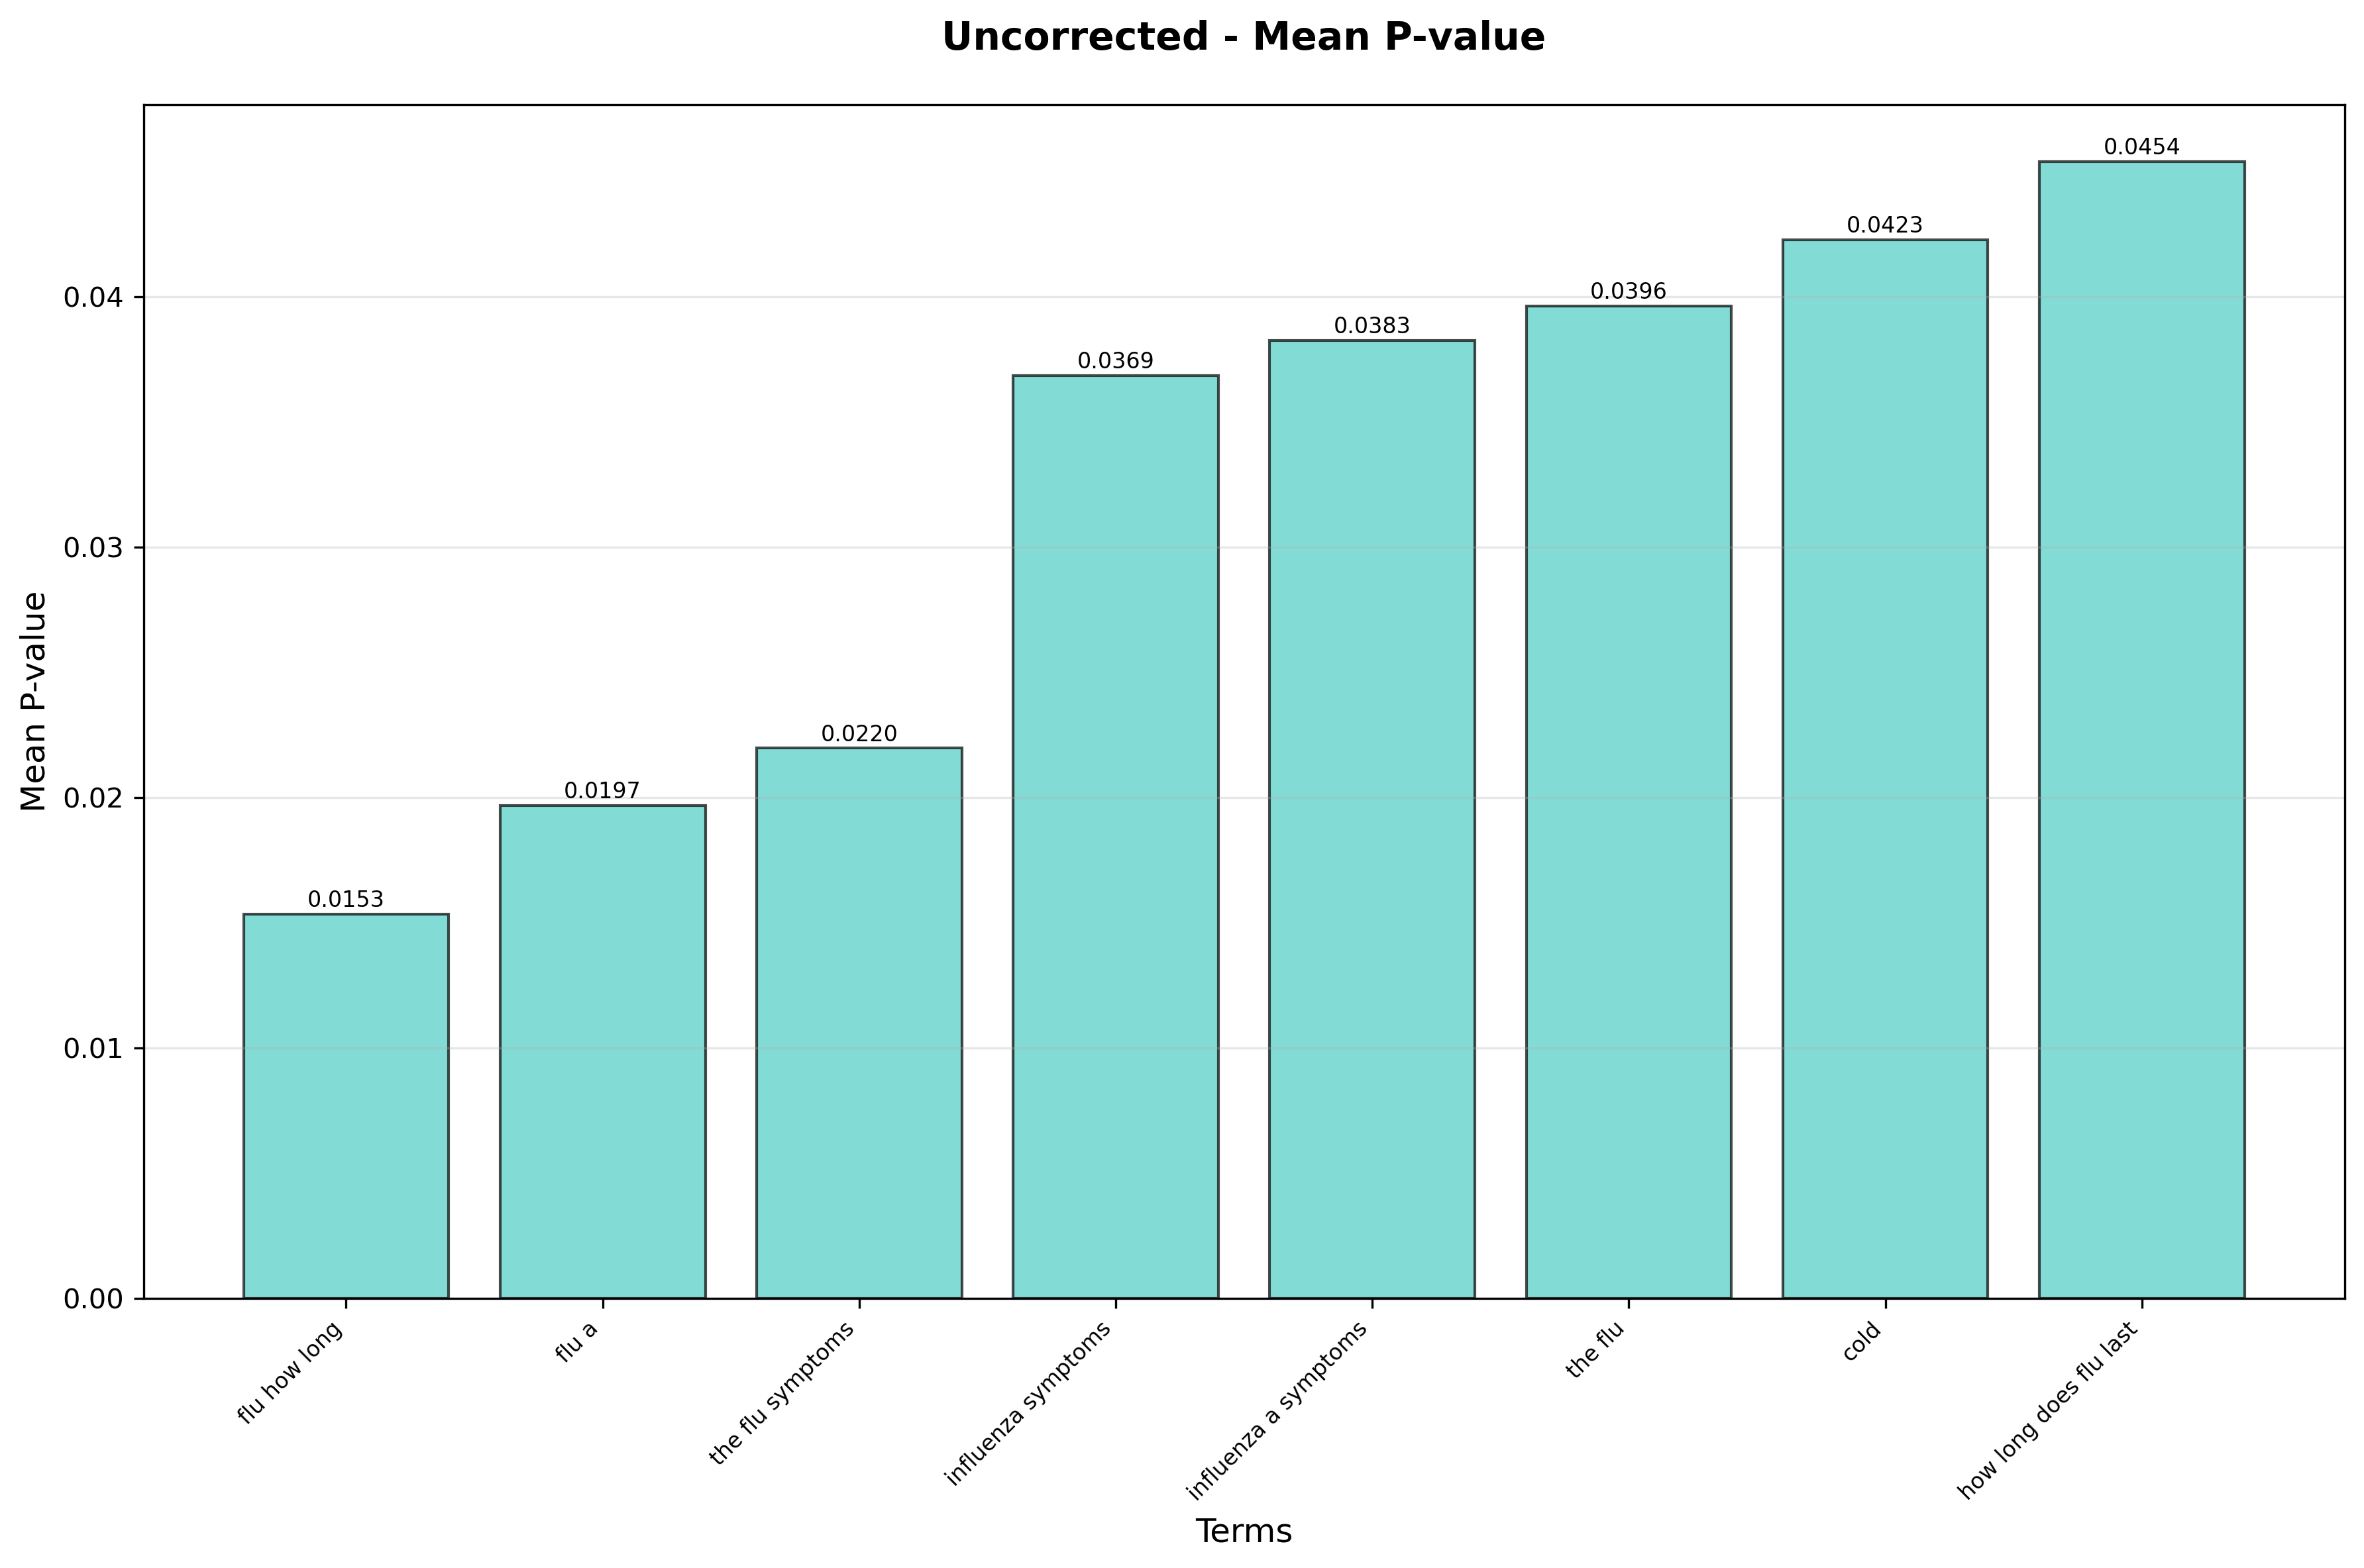 Uncorrected - Mean P-value
Mean P-value
0.04
0.03
0.02
0.01
0.00
0.0153
0.0197
0.0220
0.0369
0.0383
0.0396
0.0423
0.0454
flu how long
flu a
the flu symptoms
influenza symptoms
influenza a symptoms
the flu
cold
how long does flu last
Terms